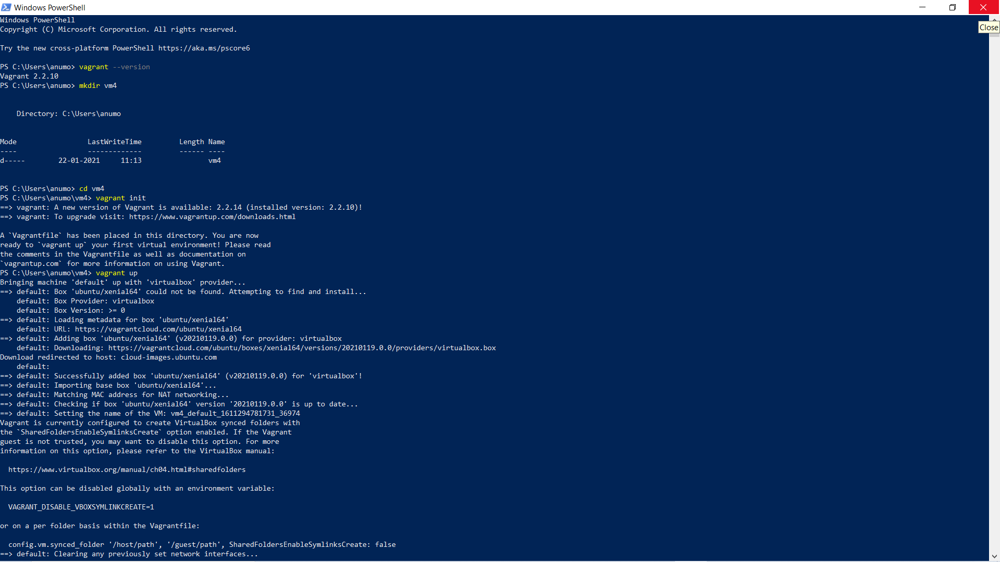 Windows PowerShell
Close
Windows PowerShell
Copyright (C) Microsoft Corporation. All rights reserved.
Try the new cross-platform PowerShell https://aka.ms/pscore6
PS C:\Users\anumo> vagrant --version
Vagrant 2.2.10
PS C:\Users\anumo> mkdir vm4
    Directory: C:\Users\anumo
Mode                 LastWriteTime         Length Name
----                 -------------         ------ ----
d-----        22-01-2021     11:13                vm4
PS C:\Users\anumo> cd vm4
PS C:\Users\anumo\vm4> vagrant init
==> vagrant: A new version of Vagrant is available: 2.2.14 (installed version: 2.2.10)!
==> vagrant: To upgrade visit: https://www.vagrantup.com/downloads.html
A `Vagrantfile` has been placed in this directory. You are now
ready to `vagrant up` your first virtual environment! Please read
the comments in the Vagrantfile as well as documentation on
`vagrantup.com` for more information on using Vagrant.
PS C:\Users\anumo\vm4> vagrant up
Bringing machine 'default' up with 'virtualbox' provider...
==> default: Box 'ubuntu/xenial64' could not be found. Attempting to find and install...
    default: Box Provider: virtualbox
    default: Box Version: >= 0
==> default: Loading metadata for box 'ubuntu/xenial64'
    default: URL: https://vagrantcloud.com/ubuntu/xenial64
==> default: Adding box 'ubuntu/xenial64' (v20210119.0.0) for provider: virtualbox
    default: Downloading: https://vagrantcloud.com/ubuntu/boxes/xenial64/versions/20210119.0.0/providers/virtualbox.box
Download redirected to host: cloud-images.ubuntu.com
    default:
==> default: Successfully added box 'ubuntu/xenial64' (v20210119.0.0) for 'virtualbox'!
==> default: Importing base box 'ubuntu/xenial64'...
==> default: Matching MAC address for NAT networking...
==> default: Checking if box 'ubuntu/xenial64' version '20210119.0.0' is up to date...
==> default: Setting the name of the VM: vm4_default_1611294781731_36974
Vagrant is currently configured to create VirtualBox synced folders with
the `SharedFoldersEnableSymlinksCreate` option enabled. If the Vagrant
guest is not trusted, you may want to disable this option. For more
information on this option, please refer to the VirtualBox manual:
  https://www.virtualbox.org/manual/ch04.html#sharedfolders
This option can be disabled globally with an environment variable:
  VAGRANT_DISABLE_VBOXSYMLINKCREATE=1
or on a per folder basis within the Vagrantfile:
  config.vm.synced_folder '/host/path', '/guest/path', SharedFoldersEnableSymlinksCreate: false
==> default: Clearing any previously set network interfaces...